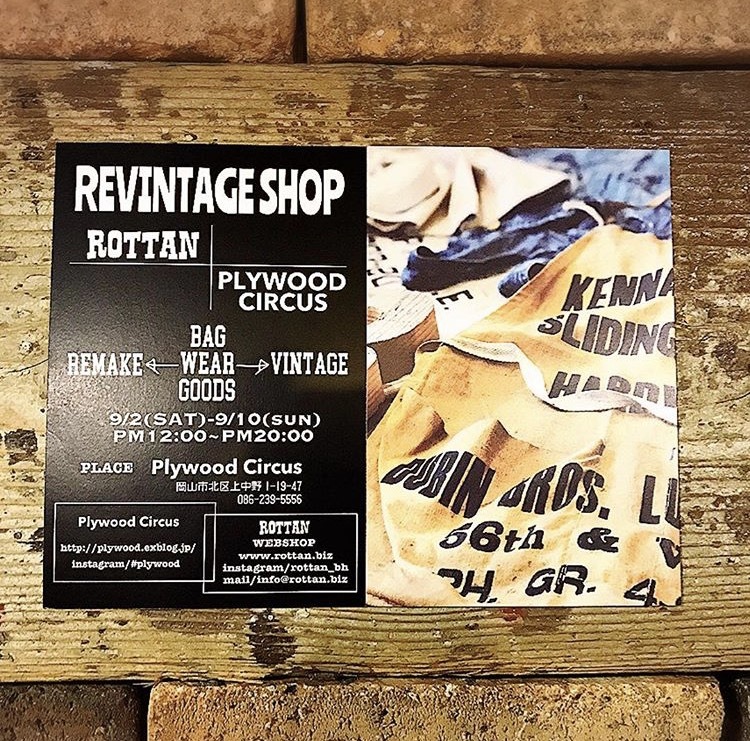 REVINTAGE SHOP
ROTTAN
PLYWOOD
CIRCUS
BAG
REMAKE WEAR VINTAGE
GOODS
9/2(SAT)-9/10(SUN)
PM12:00~PM20:00
PLACE Plywood Circus
岡山市北区上中野 1-19-47
086-239-5556
Plywood Circus
http://plywood.exblog.jp/
instagram/#plywood
ROTTAN
WEBSHOP
www.rottan.biz
instagram/rottan_bh
mail/info@rottan.biz
KENNA
SLIDING
HARDW
DUBIN BROS. LU
56th &
PH. GR. 4